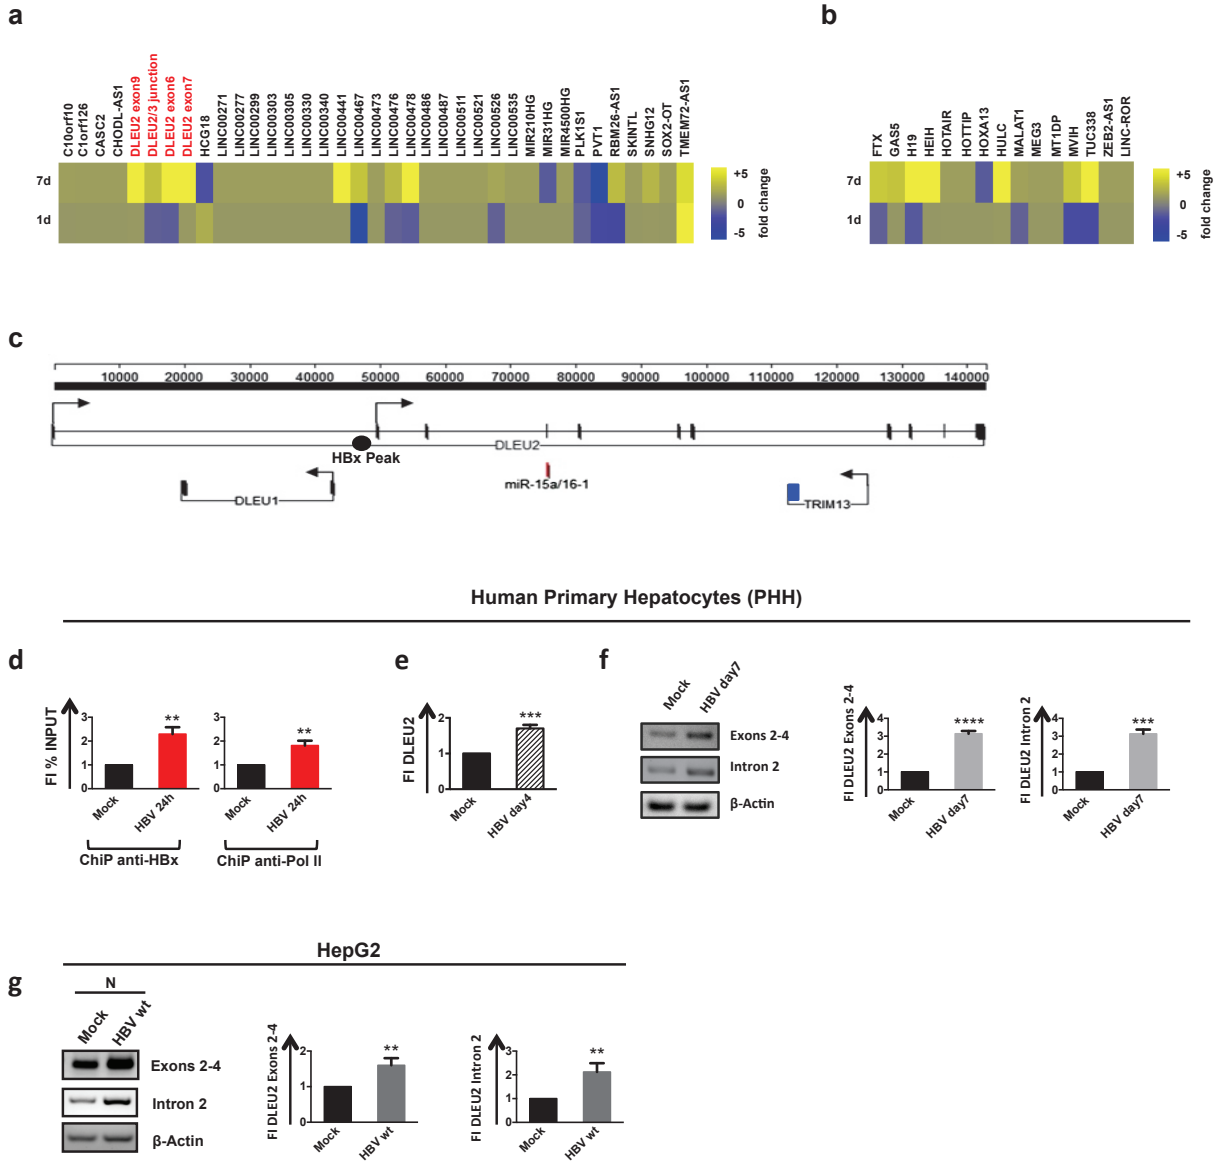 a
C10orf10
C1orf126
CASC2
CHODL-AS1
DLEU2 exon9
DLEU2/3 junction
DLEU2 exon6
DLEU2 exon7
HCG18
LINC00271
LINC00277
LINC00299
LINC00303
LINC00305
LINC00330
LINC00340
LINC00441
LINC00467
LINC00473
LINC00476
LINC00478
LINC00486
LINC00487
LINC00511
LINC00521
LINC00526
LINC00535
MIR210HG
MIR31HG
MIR4500HG
PLK1S1
PVT1
RBM26-AS1
SKINTL
SNHG12
SOX2-OT
TMEM72-AS1
7d
1d
+5
0
-5
fold change
b
FTX
GAS5
H19
HEIH
HOTAIR
HOTTIP
HOXA13
HULC
MALAT1
MEG3
MT1DP
MVIH
TUC338
ZEB2-AS1
LINC-ROR
7d
1d
+5
0
-5
fold change
c
10000 20000 30000 40000 50000 60000 70000 80000 90000 100000 110000 120000 130000 140000
DLEU2
HBx Peak
miR-15a/16-1
DLEU1
TRIM13
Human Primary Hepatocytes (PHH)
d
FI % INPUT
3
2
1
0
**
Mock
HBV 24h
ChiP anti-HBx
3
2
1
0
**
Mock
HBV 24h
ChiP anti-Pol II
e
FI DLEU2
2
1
0
***
Mock
HBV day4
f
Mock
HBV day7
Exons 2-4
Intron 2
β-Actin
FI DLEU2 Exons 2-4
4
3
2
1
0
****
Mock
HBV day7
FI DLEU2 Intron 2
4
3
2
1
0
***
Mock
HBV day7
HepG2
g
N
Mock
HBV wt
Exons 2-4
Intron 2
β-Actin
FI DLEU2 Exons 2-4
2
1
0
**
Mock
HBV wt
FI DLEU2 Intron 2
3
2
1
0
**
Mock
HBV wt